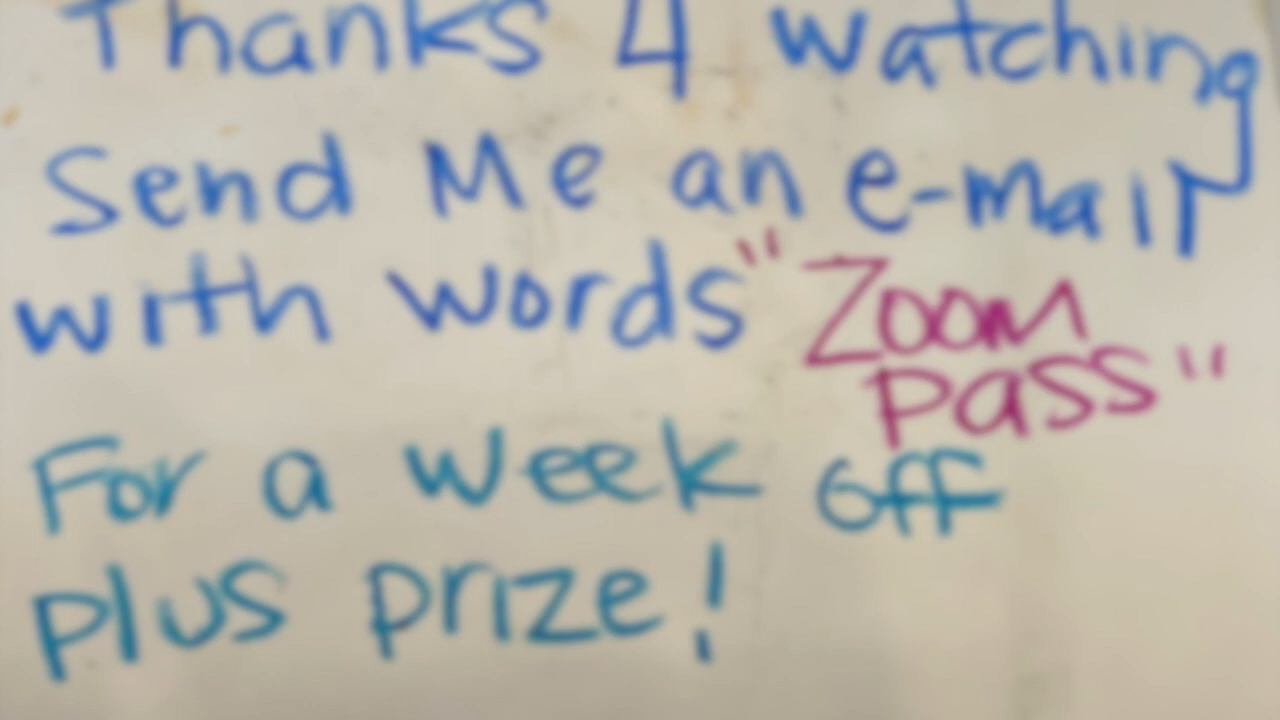 Thanks 4 watching
Send Me an e-mail
with words "Zoom
pass"
For a week off
plus prize!